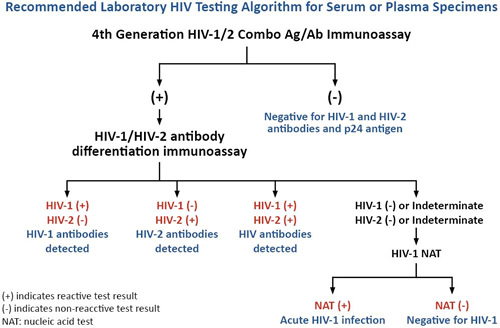 Recommended Laboratory HIV Testing Algorithm for Serum or Plasma Specimens
4th Generation HIV-1/2 Combo Ag/Ab Immunoassay
(+)
(-)
Negative for HIV-1 and HIV-2
antibodies and p24 antigen
HIV-1/HIV-2 antibody
differentiation immunoassay
HIV-1 (+)
HIV-2 (-)
HIV-1 antibodies
detected
HIV-1 (-)
HIV-2 (+)
HIV-2 antibodies
detected
HIV-1 (+)
HIV-2 (+)
HIV antibodies
detected
HIV-1 (-) or Indeterminate
HIV-2 (-) or Indeterminate
HIV-1 NAT
NAT (+)
Acute HIV-1 infection
NAT (-)
Negative for HIV-1
(+) indicates reactive test result
(-) indicates non-reacctive test result
NAT: nucleic acid test